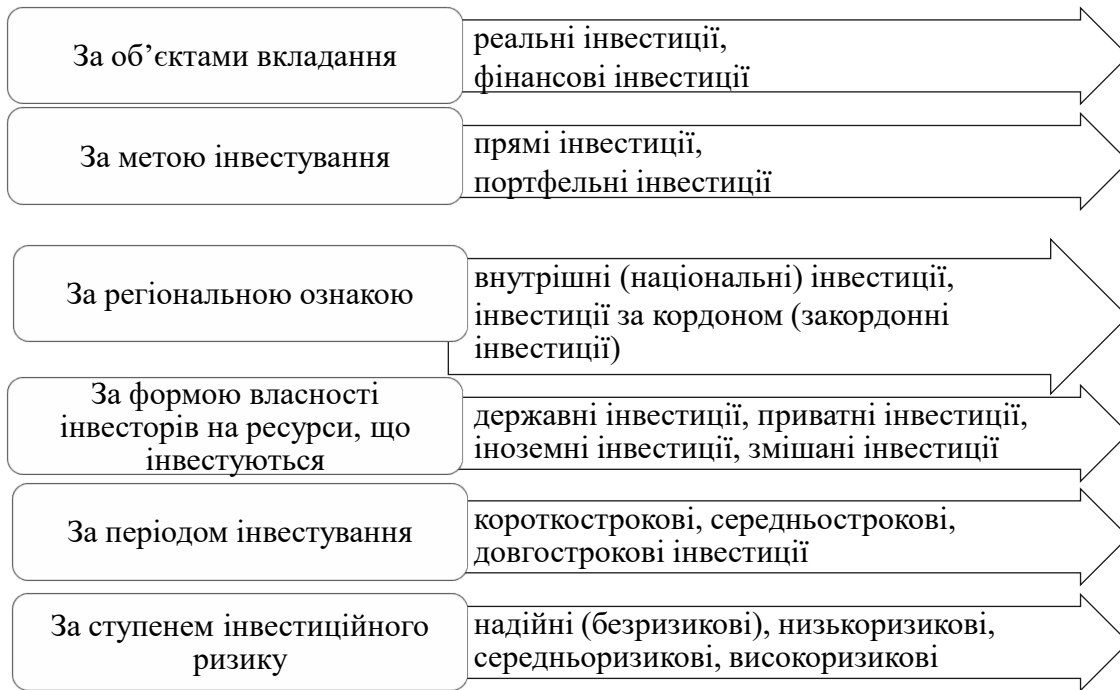 За об’єктами вкладання
реальні інвестиції,
фінансові інвестиції
За метою інвестування
прямі інвестиції,
портфельні інвестиції
За регіональною ознакою
внутрішні (національні) інвестиції,
інвестиції за кордоном (закордонні
інвестиції)
За формою власності
інвесторів на ресурси, що
інвестуються
державні інвестиції, приватні інвестиції,
іноземні інвестиції, змішані інвестиції
За періодом інвестування
короткострокові, середньострокові,
довгострокові інвестиції
За ступенем інвестиційного
ризику
надійні (безризикові), низькоризикові,
середньоризикові, високоризикові